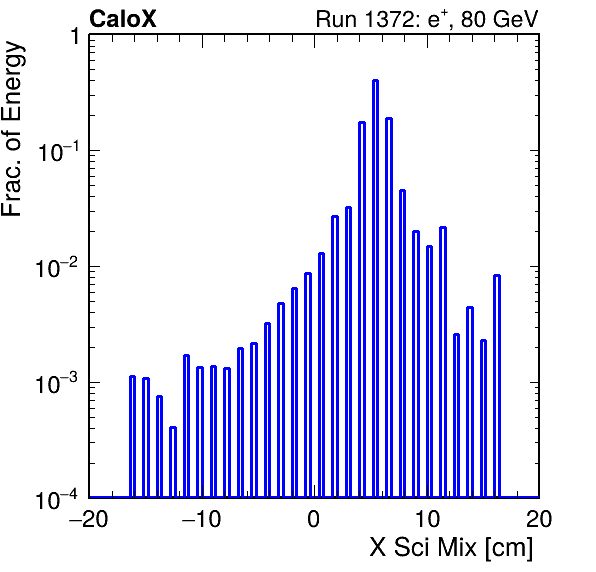 CaloX Run 1372: e⁺, 80 GeV
Frac. of Energy
1
10⁻¹
10⁻²
10⁻³
10⁻⁴
−20 −10 0 10 20
X Sci Mix [cm]